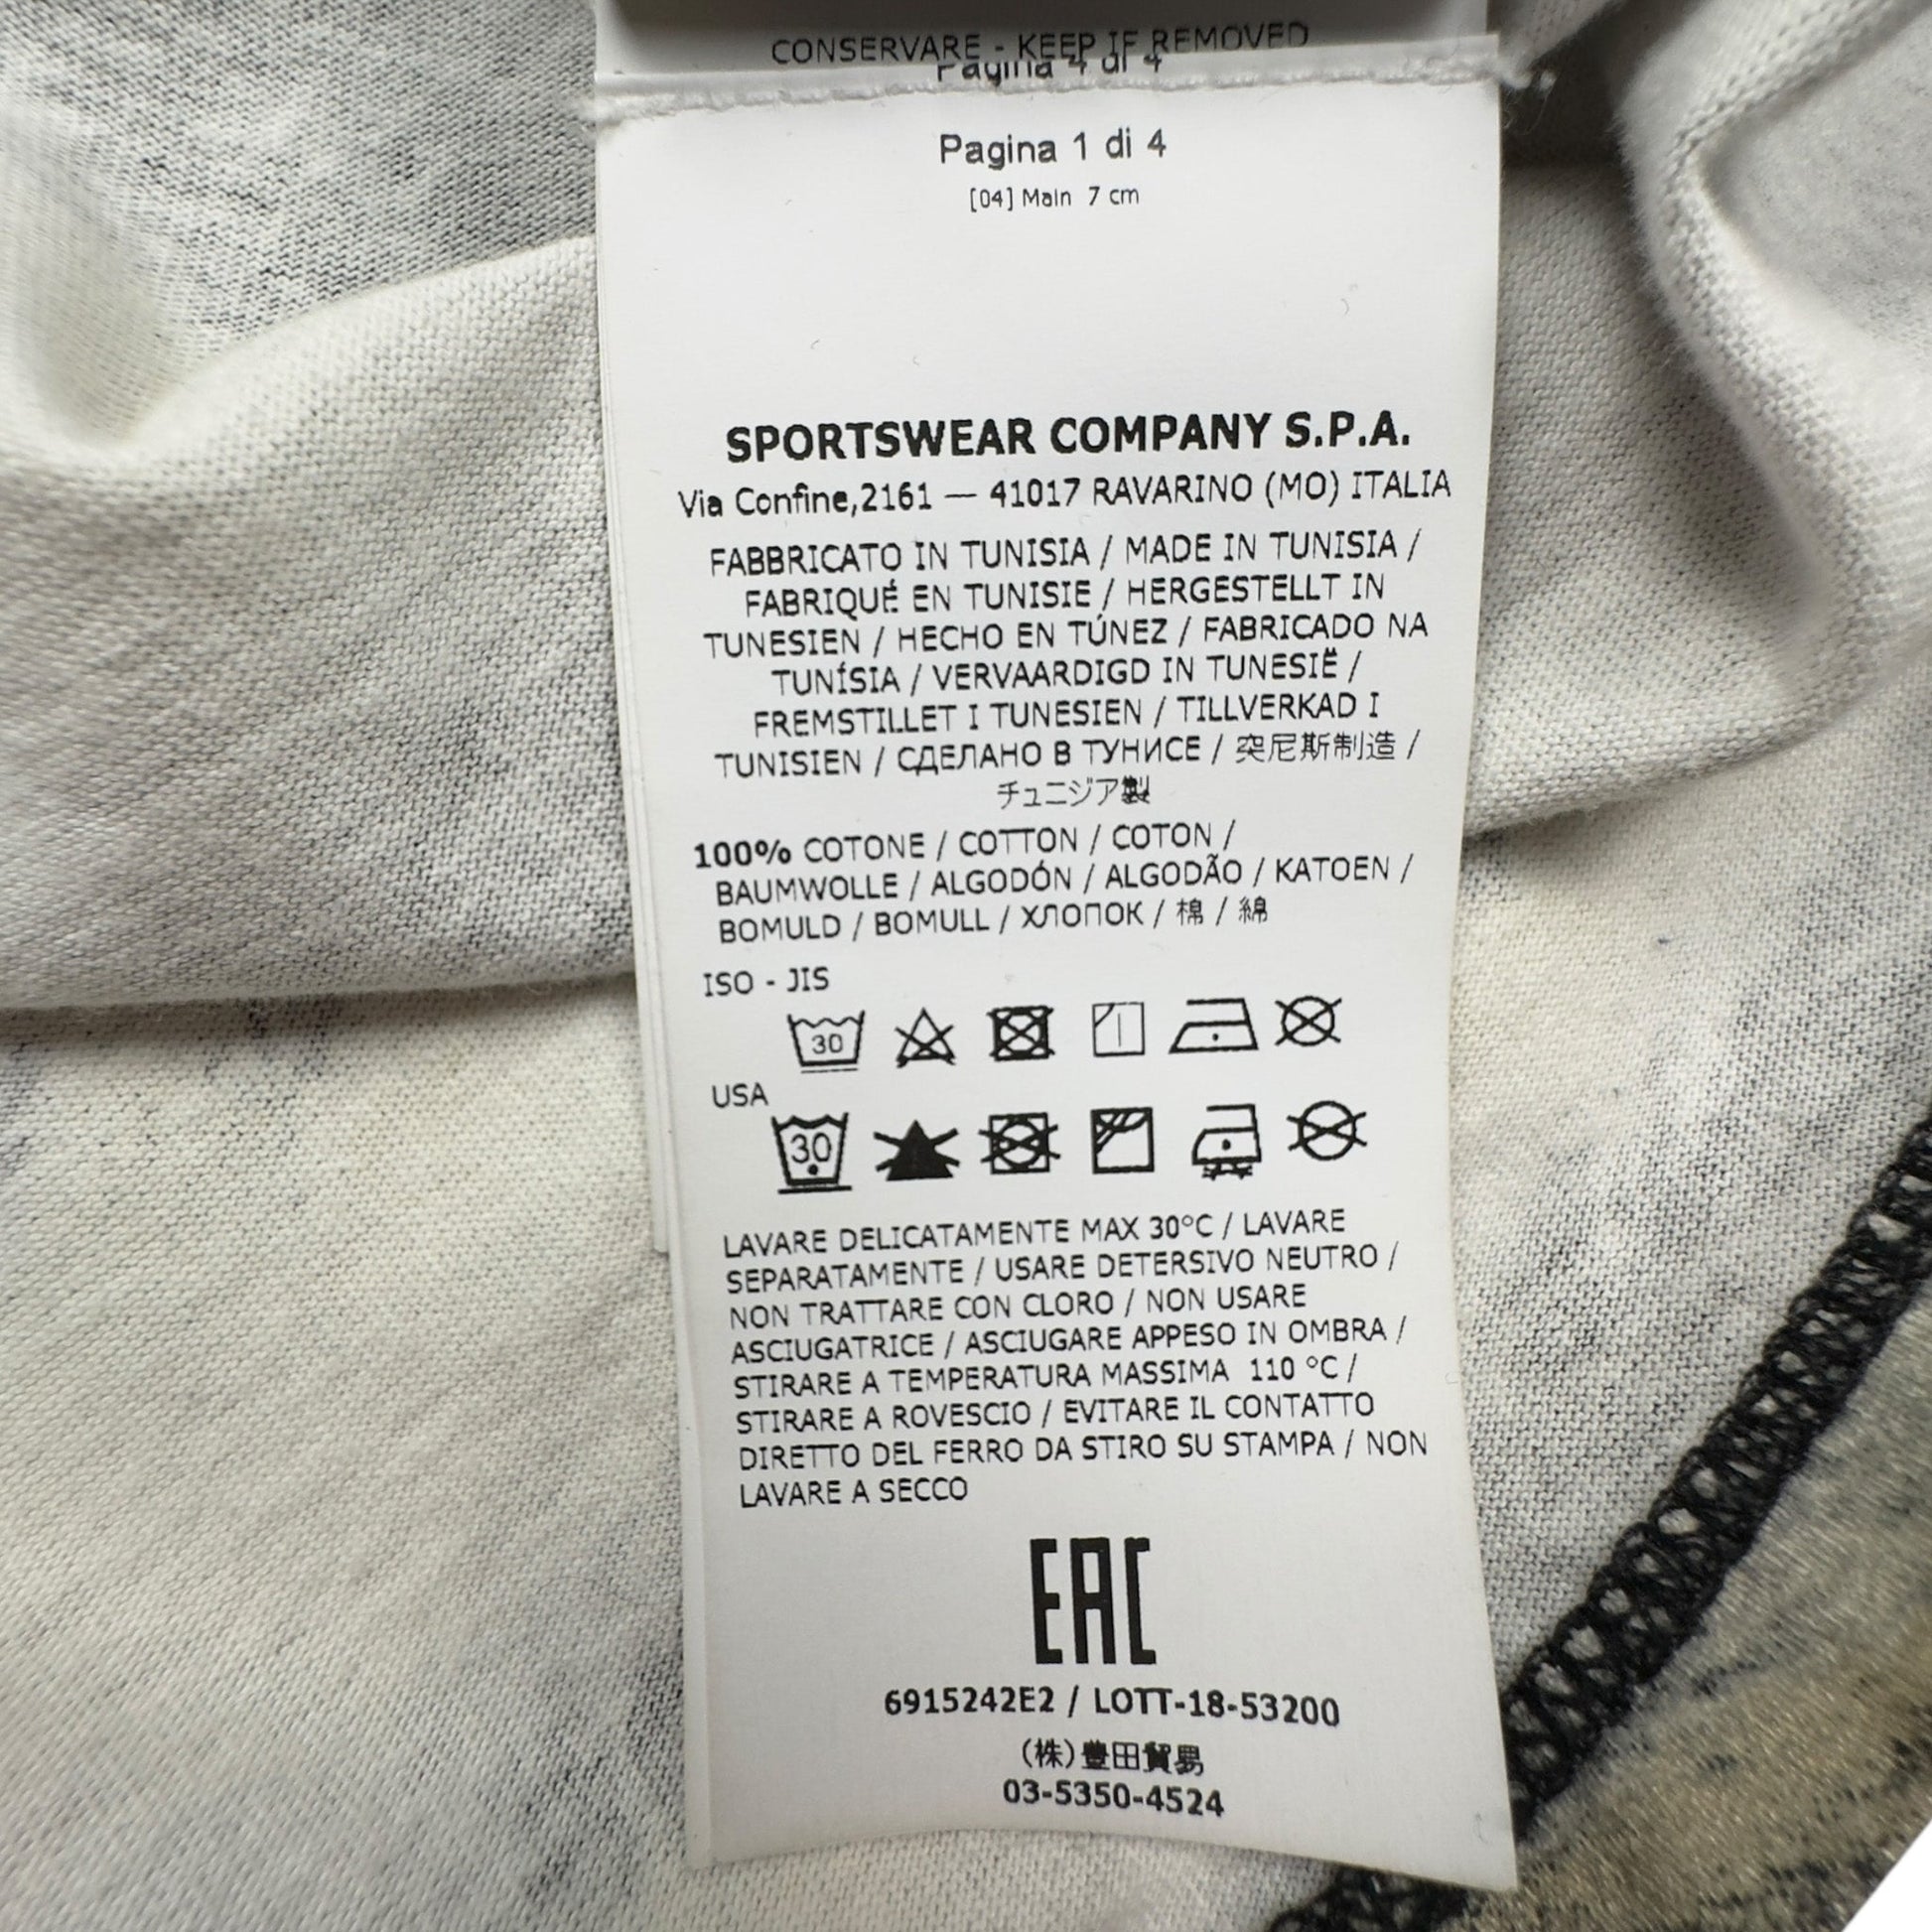 CONSERVARE - KEEP IF REMOVED
Pagina 4 di 4
Pagina 1 di 4
[04] Main 7 cm
SPORTSWEAR COMPANY S.P.A.
Via Confine,2161 — 41017 RAVARINO (MO) ITALIA
FABBRICATO IN TUNISIA / MADE IN TUNISIA /
FABRIQUÉ EN TUNISIE / HERGESTELLT IN
TUNESIEN / HECHO EN TÚNEZ / FABRICADO NA
TUNÍSIA / VERVAARDIGD IN TUNESIË /
FREMSTILLET I TUNESIEN / TILLVERKAD I
TUNISIEN / СДЕЛАНО В ТУНИСЕ / 突尼斯制造 /
チュニジア製
100% COTONE / COTTON / COTON /
BAUMWOLLE / ALGODÓN / ALGODÃO / KATOEN /
BOMULD / BOMULL / ХЛОПОК / 棉 / 綿
ISO - JIS
30
USA
30
LAVARE DELICATAMENTE MAX 30°C / LAVARE
SEPARATAMENTE / USARE DETERSIVO NEUTRO /
NON TRATTARE CON CLORO / NON USARE
ASCIUGATRICE / ASCIUGARE APPESO IN OMBRA /
STIRARE A TEMPERATURA MASSIMA 110 °C /
STIRARE A ROVESCIO / EVITARE IL CONTATTO
DIRETTO DEL FERRO DA STIRO SU STAMPA / NON
LAVARE A SECCO
EAC
6915242E2 / LOTT-18-53200
(株)豊田貿易
03-5350-4524